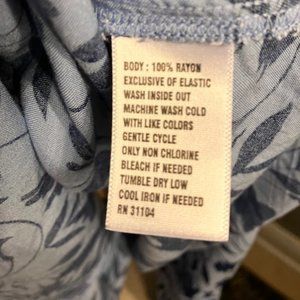 BODY : 100% RAYON
EXCLUSIVE OF ELASTIC
WASH INSIDE OUT
MACHINE WASH COLD
WITH LIKE COLORS
GENTLE CYCLE
ONLY NON CHLORINE
BLEACH IF NEEDED
TUMBLE DRY LOW
COOL IRON IF NEEDED
RN 31104